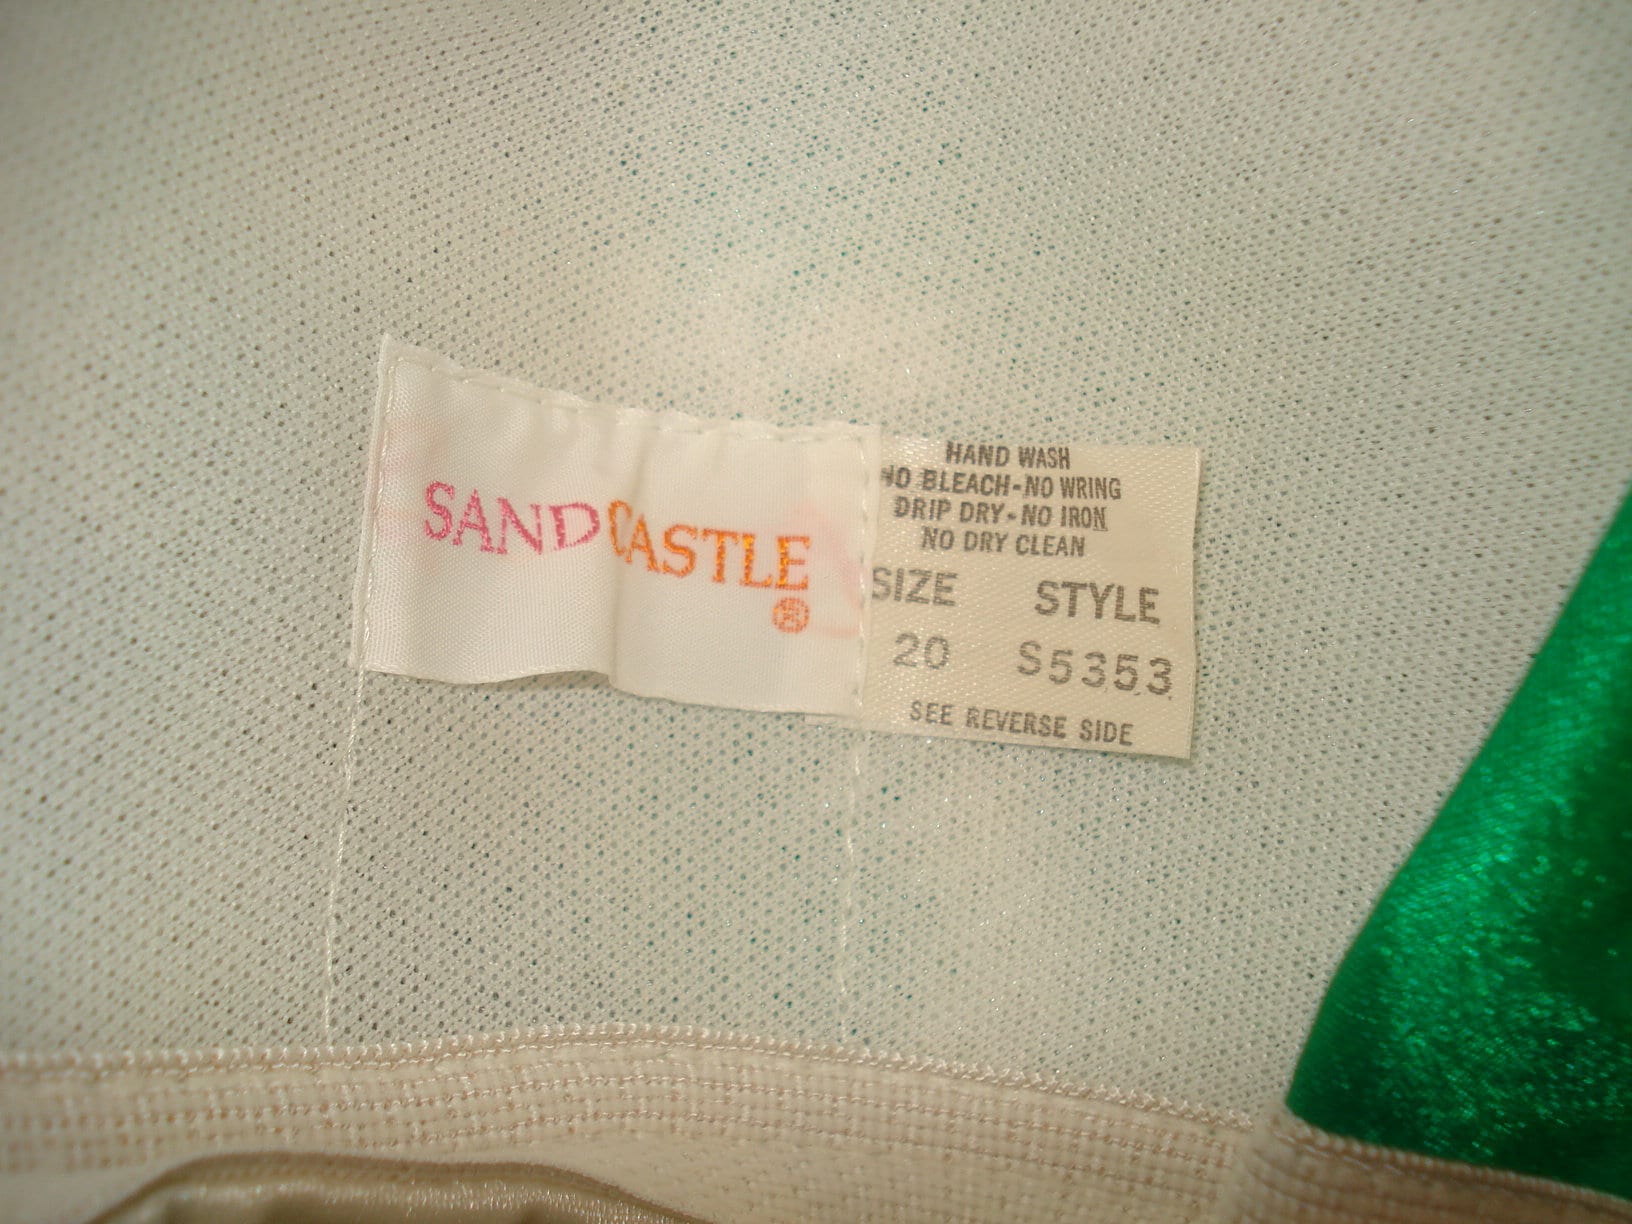 SANDCASTLE
®
HAND WASH
NO BLEACH-NO WRING
DRIP DRY-NO IRON
NO DRY CLEAN
SIZE STYLE
20 S5353
SEE REVERSE SIDE